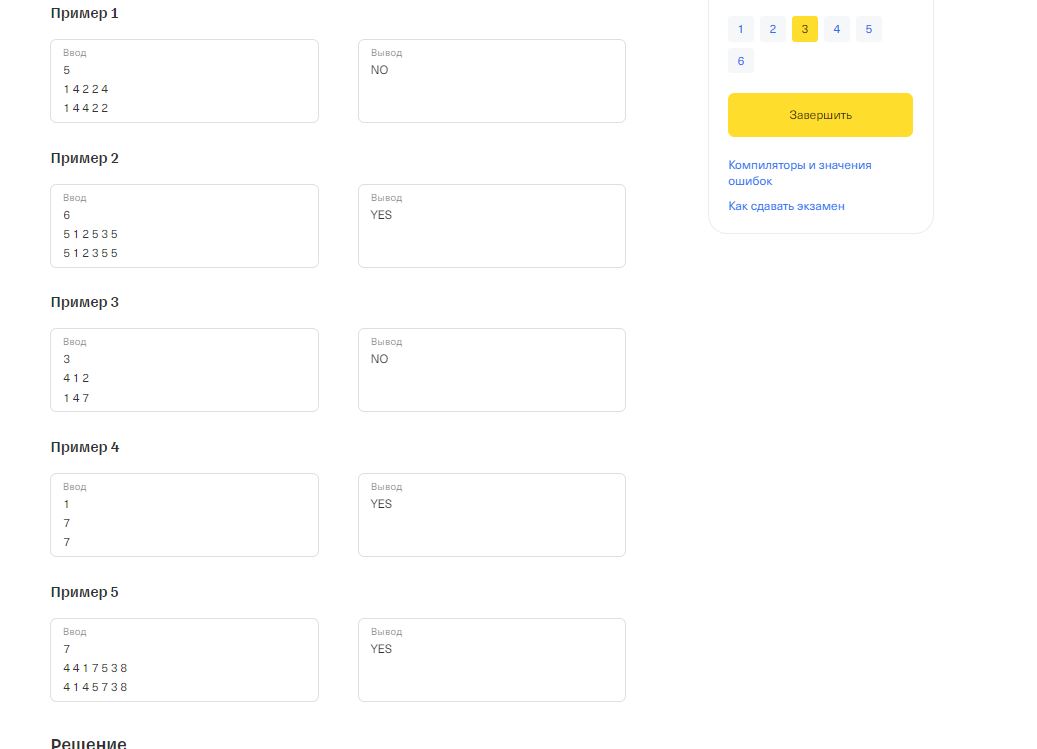 Пример 1
Ввод
5
1 4 2 2 4
1 4 4 2 2
Вывод
NO
Пример 2
Ввод
6
5 1 2 5 3 5
5 1 2 3 5 5
Вывод
YES
Пример 3
Ввод
3
4 1 2
1 4 7
Вывод
NO
Пример 4
Ввод
1
7
7
Вывод
YES
Пример 5
Ввод
7
4 4 1 7 5 3 8
4 1 4 5 7 3 8
Вывод
YES
Решение
1 2 3 4 5
6
Завершить
Компиляторы и значения
ошибок
Как сдавать экзамен